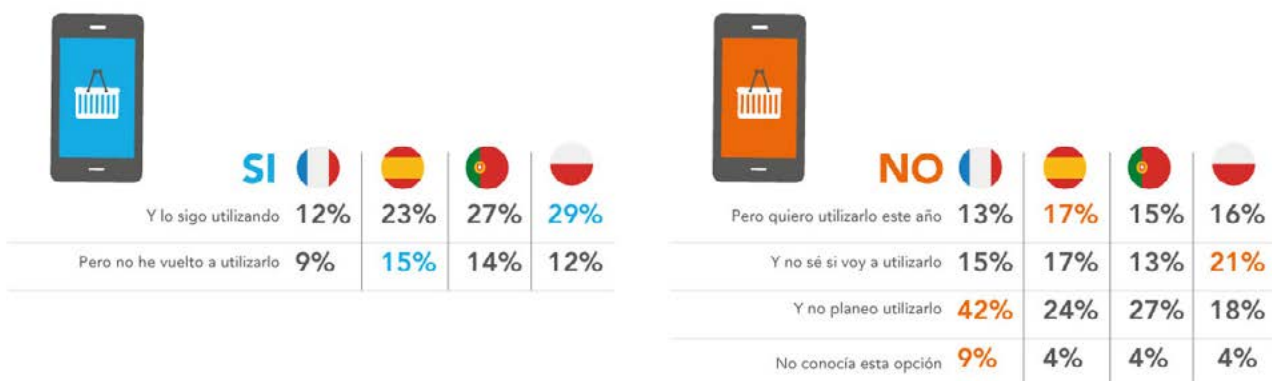 SI
Y lo sigo utilizando 12% 23% 27% 29%
Pero no he vuelto a utilizarlo 9% 15% 14% 12%
NO
Pero quiero utilizarlo este año 13% 17% 15% 16%
Y no sé si voy a utilizarlo 15% 17% 13% 21%
Y no planeo utilizarlo 42% 24% 27% 18%
No conocía esta opción 9% 4% 4% 4%